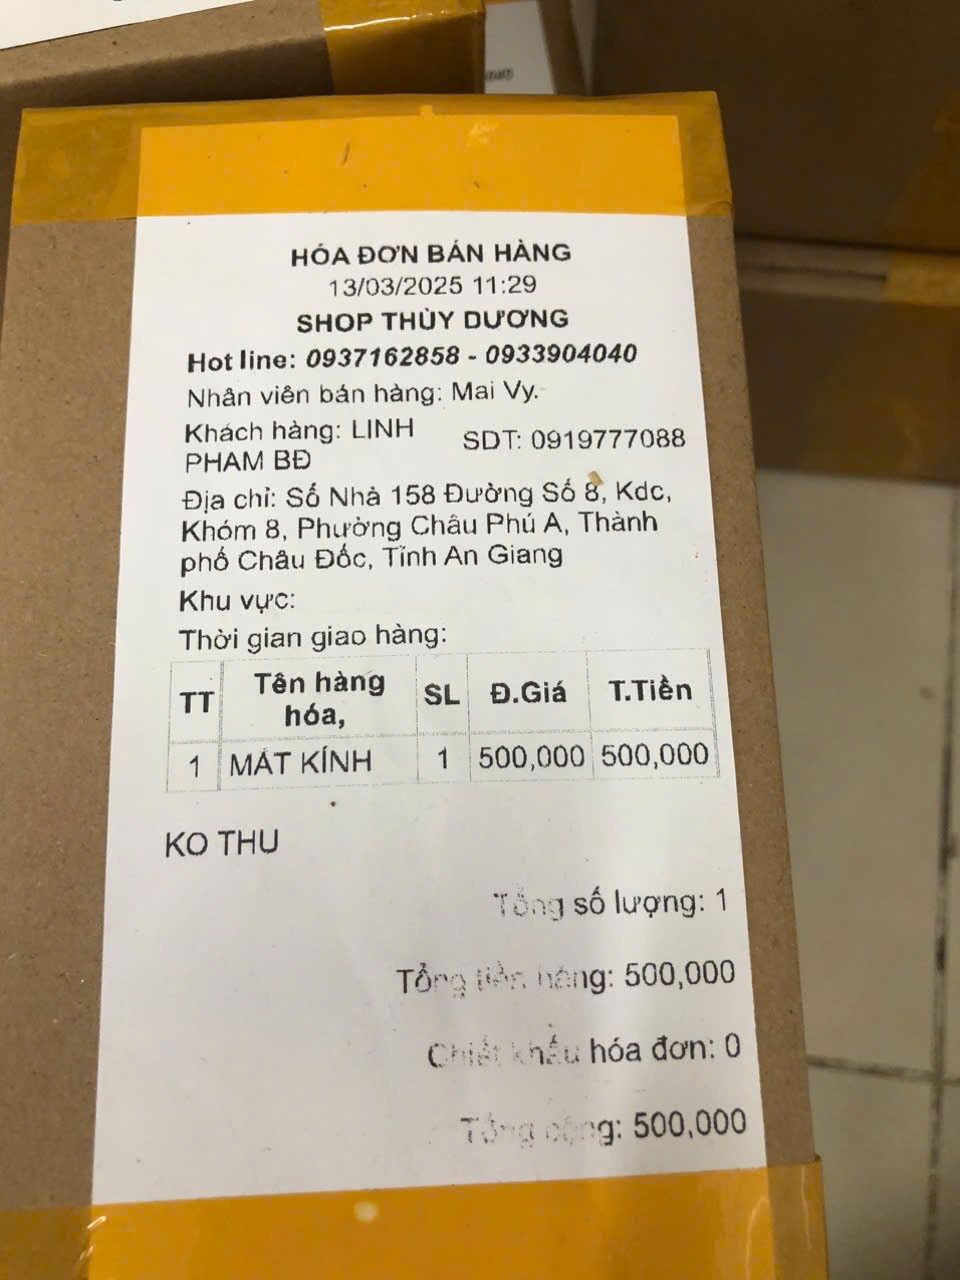 HÓA ĐƠN BÁN HÀNG
13/03/2025 11:29
SHOP THÙY DƯƠNG
Hot line: 0937162858 - 0933904040
Nhân viên bán hàng: Mai Vy.
Khách hàng: LINH PHAM BĐ SDT: 0919777088
Địa chỉ: Số Nhà 158 Đường Số 8, Kdc,
Khóm 8, Phường Châu Phú A, Thành
phố Châu Đốc, Tỉnh An Giang
Khu vực:
Thời gian giao hàng:
TT Tên hàng hóa, SL Đ.Giá T.Tiền
1 MẮT KÍNH 1 500,000 500,000
KO THU
Tổng số lượng: 1
Tổng tiền hàng: 500,000
Chiết khấu hóa đơn: 0
Tổng cộng: 500,000